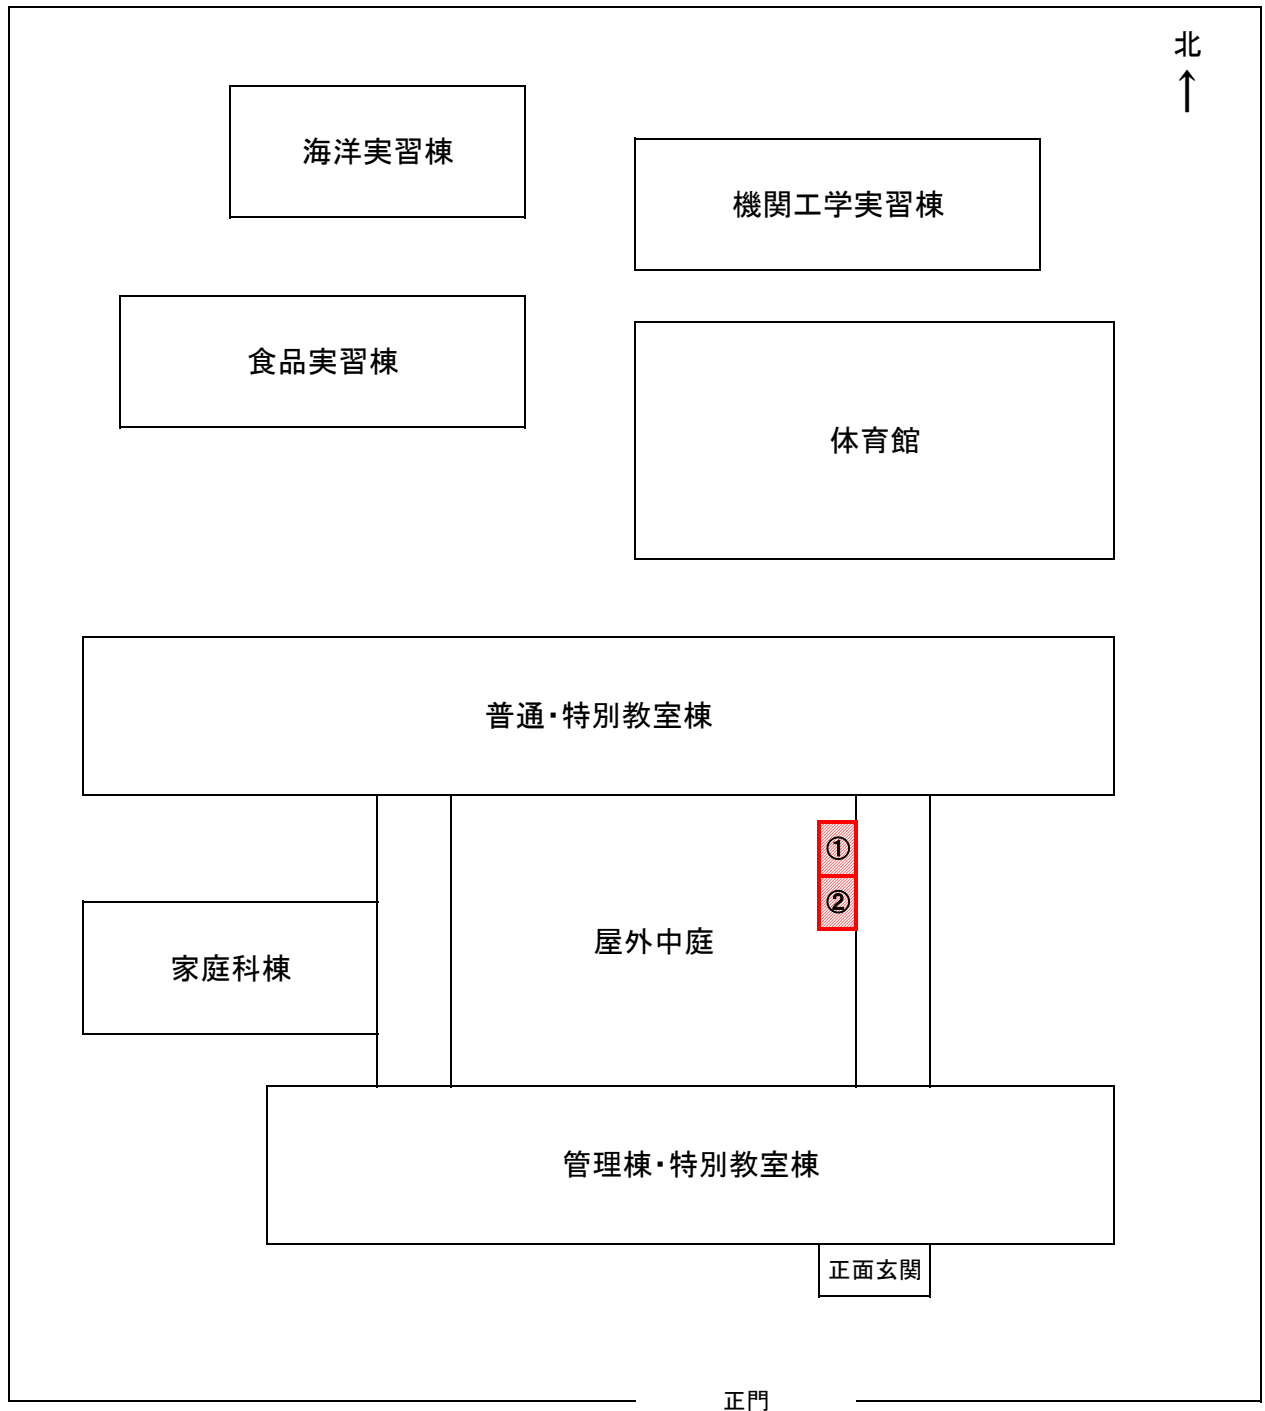 北
↑
海洋実習棟
機関工学実習棟
食品実習棟
体育館
普通・特別教室棟
①
②
屋外中庭
家庭科棟
管理棟・特別教室棟
正面玄関
正門